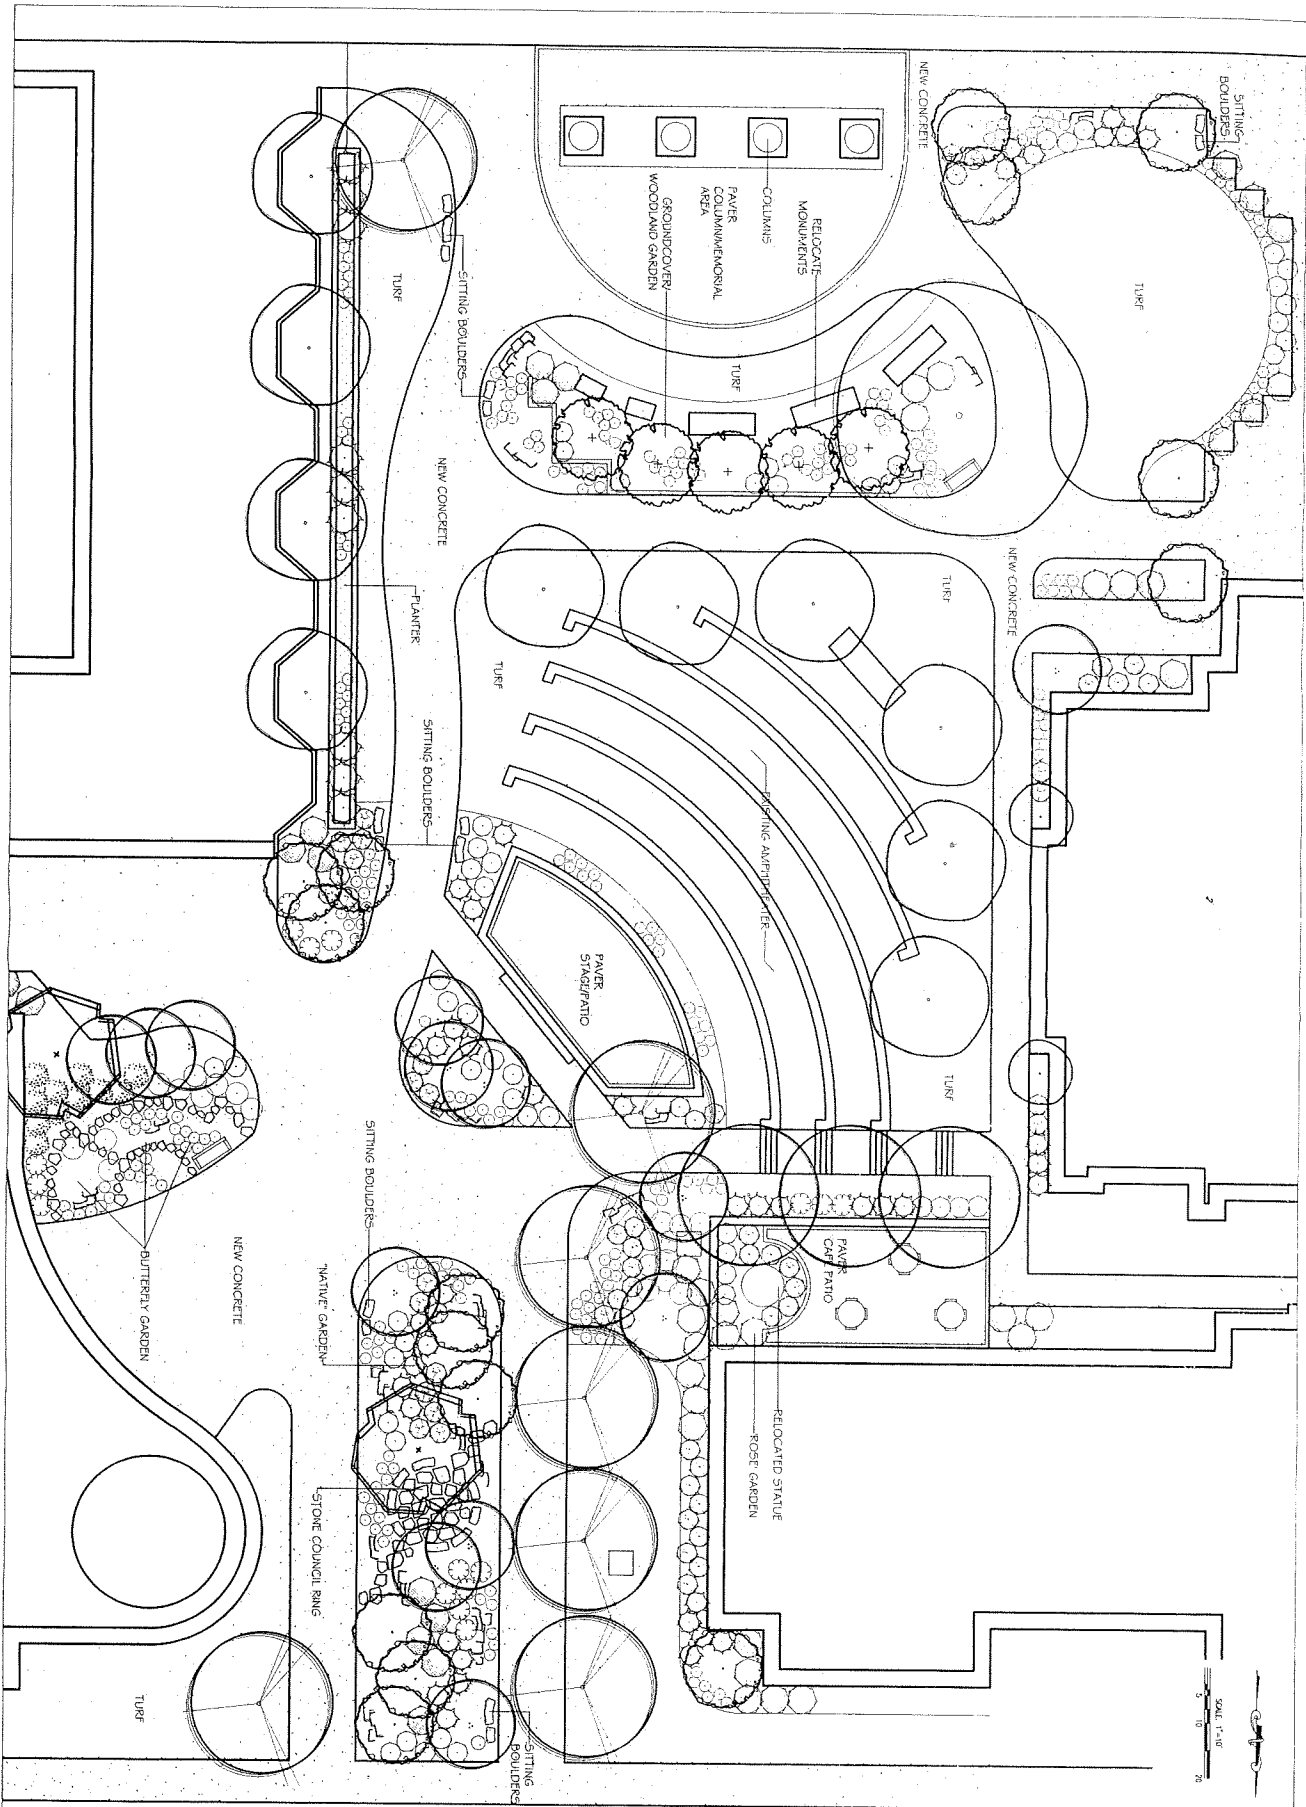 SITTING
BOULDERS
NEW CONCRETE
TURF
COLUMNS
RELOCATE
MONUMENTS
PAVER
COLUMN/MEMORIAL
AREA
GROUNDCOVER/
WOODLAND GARDEN
TURF
SITTING BOULDERS
TURF
NEW CONCRETE
NEW CONCRETE
TURF
TURF
PLANTER
SITTING BOULDERS
EXISTING AMPHITHEATER
PAVER
STAGE/PATIO
TURF
SITTING BOULDERS
PAVER
CAFE PATIO
"NATIVE" GARDEN
NEW CONCRETE
BUTTERFLY GARDEN
RELOCATED STATUE
ROSE GARDEN
STONE COUNCIL RING
TURF
SITTING
BOULDERS
SCALE: 1"=10'
5 10 20